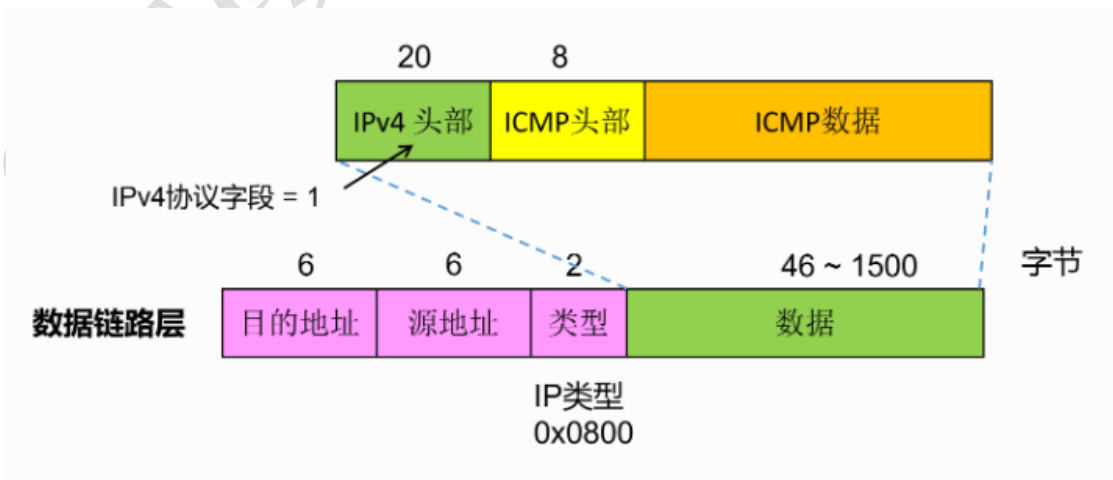 20 8
IPv4 头部 ICMP头部 ICMP数据
IPv4协议字段 = 1
6 6 2 46 ~ 1500 字节
数据链路层 目的地址 源地址 类型 数据
IP类型
0x0800